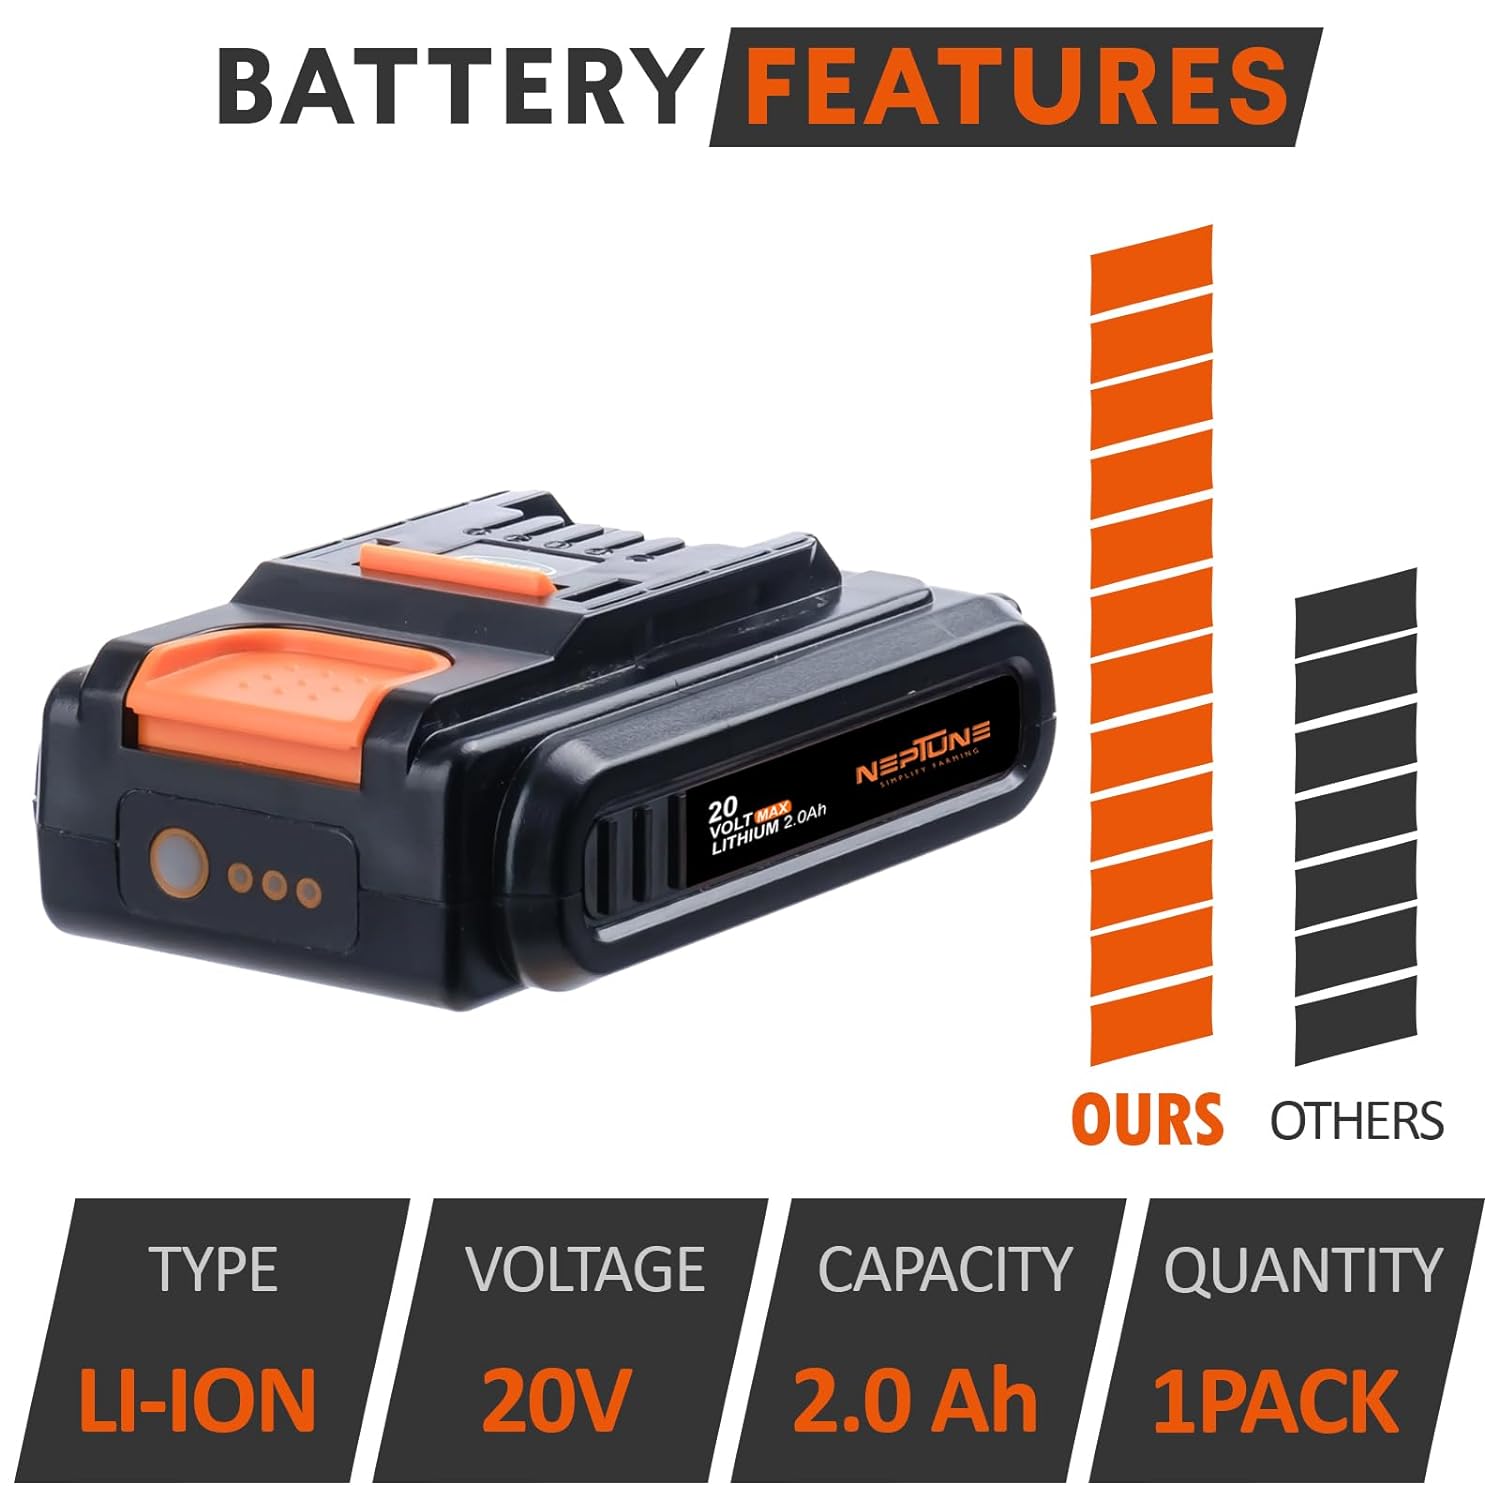 BATTERY FEATURES
NEPTUNE
SIMPLIFY FARMING
20
VOLT MAX
LITHIUM 2.0Ah
OURS OTHERS
TYPE VOLTAGE CAPACITY QUANTITY
LI-ION 20V 2.0 Ah 1PACK